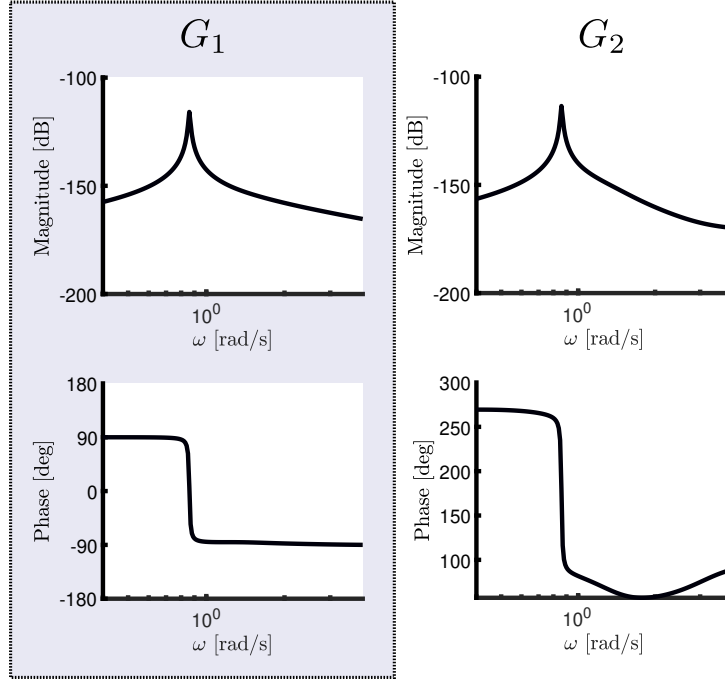 G1 G2
-100 -100
-150 -150
-200 -200
Magnitude [dB] Magnitude [dB]
10^0 10^0
ω [rad/s] ω [rad/s]
180 300
90 250
0 200
-90 150
-180 100
Phase [deg] Phase [deg]
10^0 10^0
ω [rad/s] ω [rad/s]